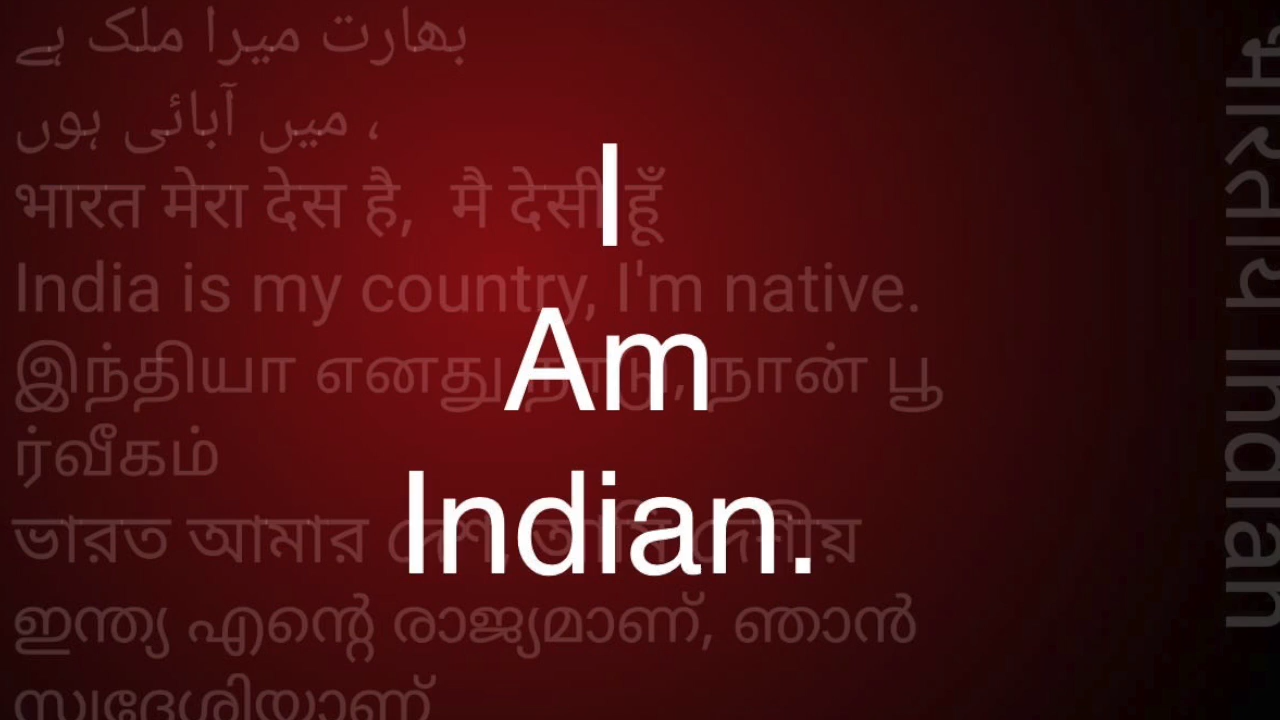 بھارت میرا ملک ہے
، میں آبائی ہوں
भारत मेरा देस है, मै देसी हूँ
India is my country, I'm native.
இந்தியா எனது நாடு, நான் பூ
ர்வீகம்
ভারত আমার দেশ, আমি দেশীয়
ഇന്ത്യ എന്റെ രാജ്യമാണ്, ഞാൻ
സ്വദേശിയാണ്
I
Am
Indian.
भारतीय Indian